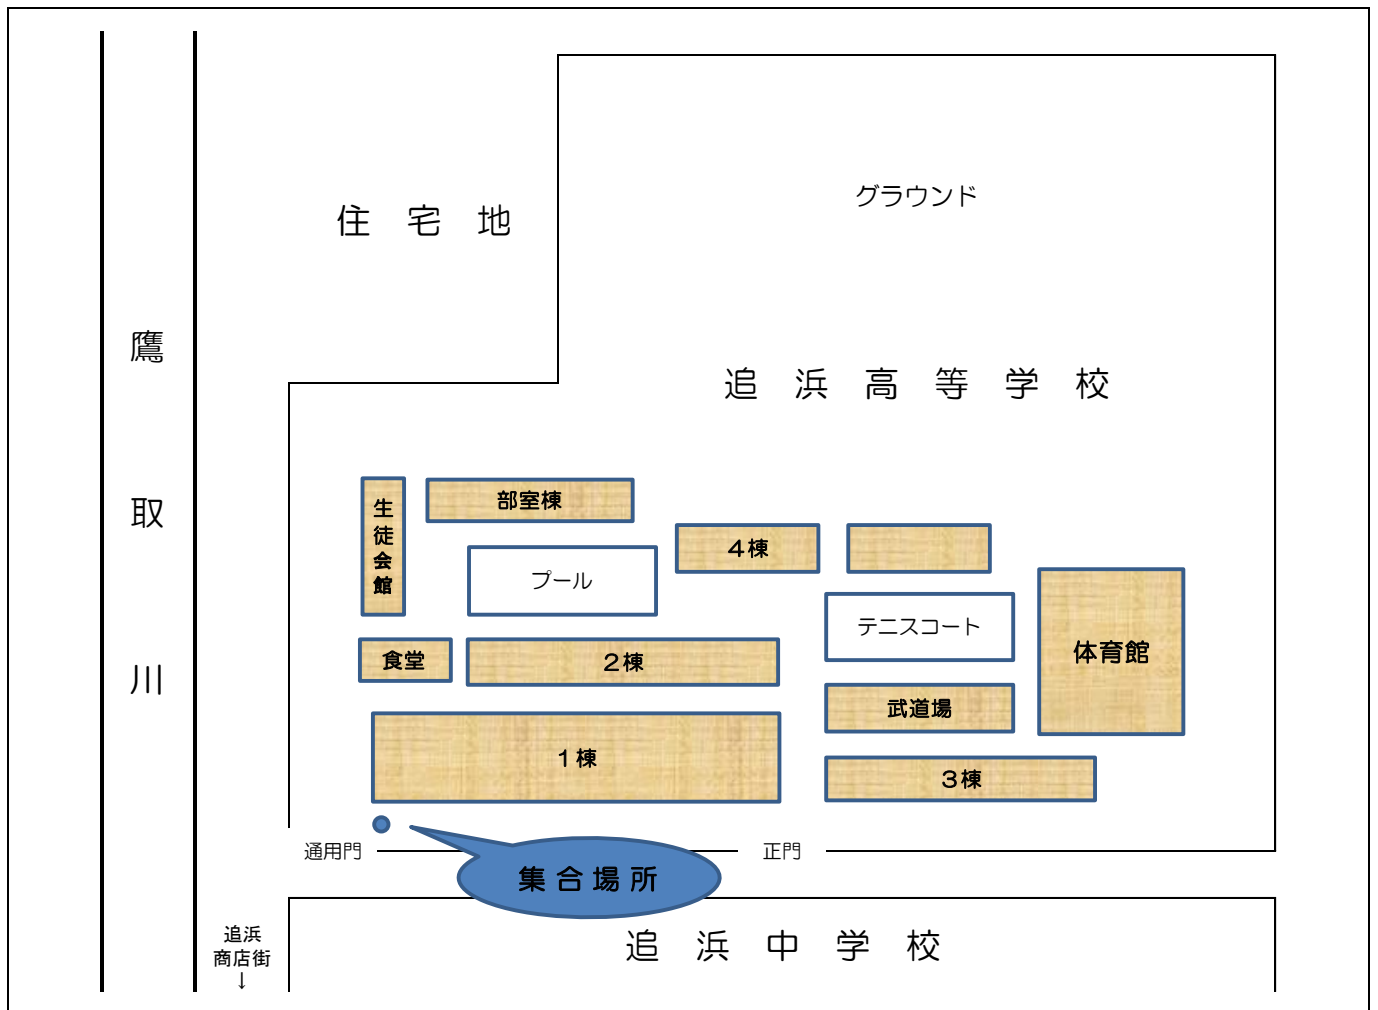 グラウンド
住宅地
鷹取川
追浜高等学校
生徒会館
部室棟
４棟
プール
テニスコート
体育館
食堂
２棟
武道場
１棟
３棟
通用門
正門
集合場所
追浜
商店街
↓
追浜中学校